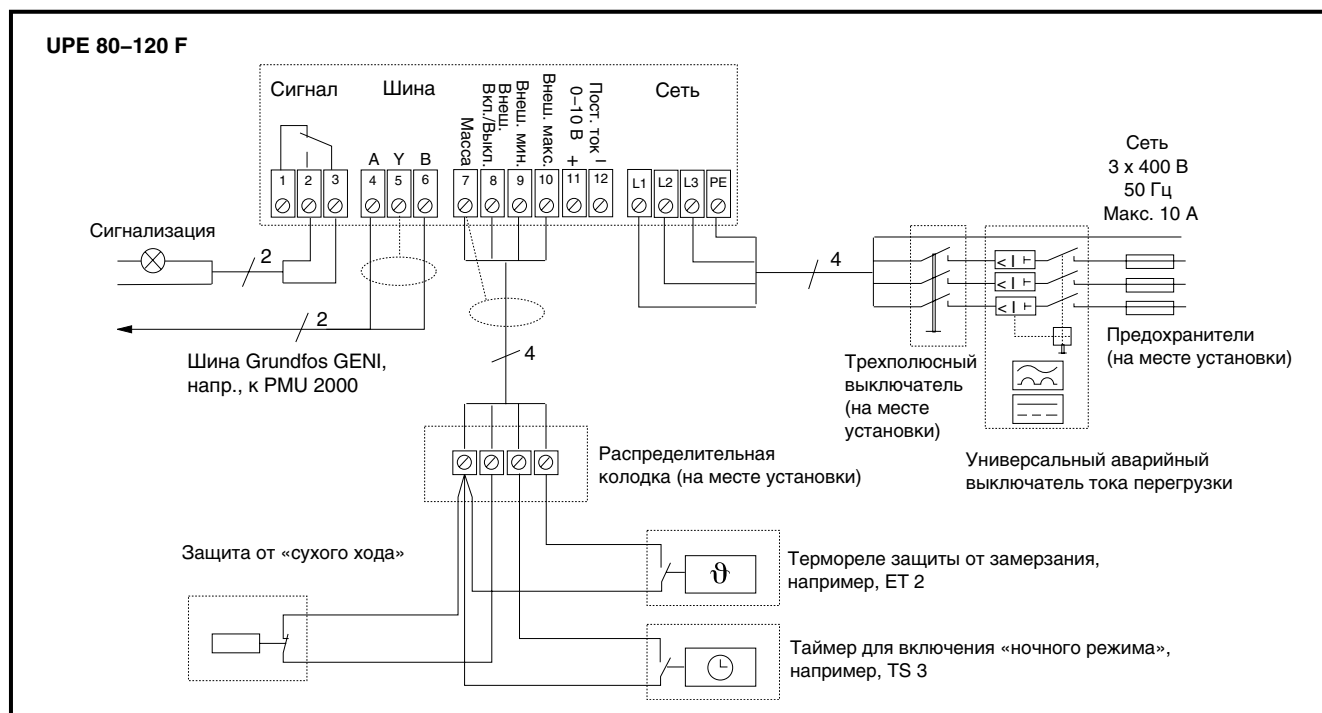 UPE 80–120 F
Сигнал
Шина
Масса
Внеш.
Вкл./Выкл.
Внеш. мин.
Внеш. макс.
0–10 В
Пост. ток
+
–
Сеть
A
Y
B
1
2
3
4
5
6
7
8
9
10
11
12
L1
L2
L3
PE
Сеть
3 x 400 В
50 Гц
Макс. 10 А
Сигнализация
2
4
2
Шина Grundfos GENI,
напр., к PMU 2000
4
Трехполюсный
выключатель
(на месте
установки)
Предохранители
(на месте установки)
Универсальный аварийный
выключатель тока перегрузки
Распределительная
колодка (на месте установки)
Защита от «сухого хода»
ϑ
Термореле защиты от замерзания,
например, ET 2
Таймер для включения «ночного режима»,
например, TS 3